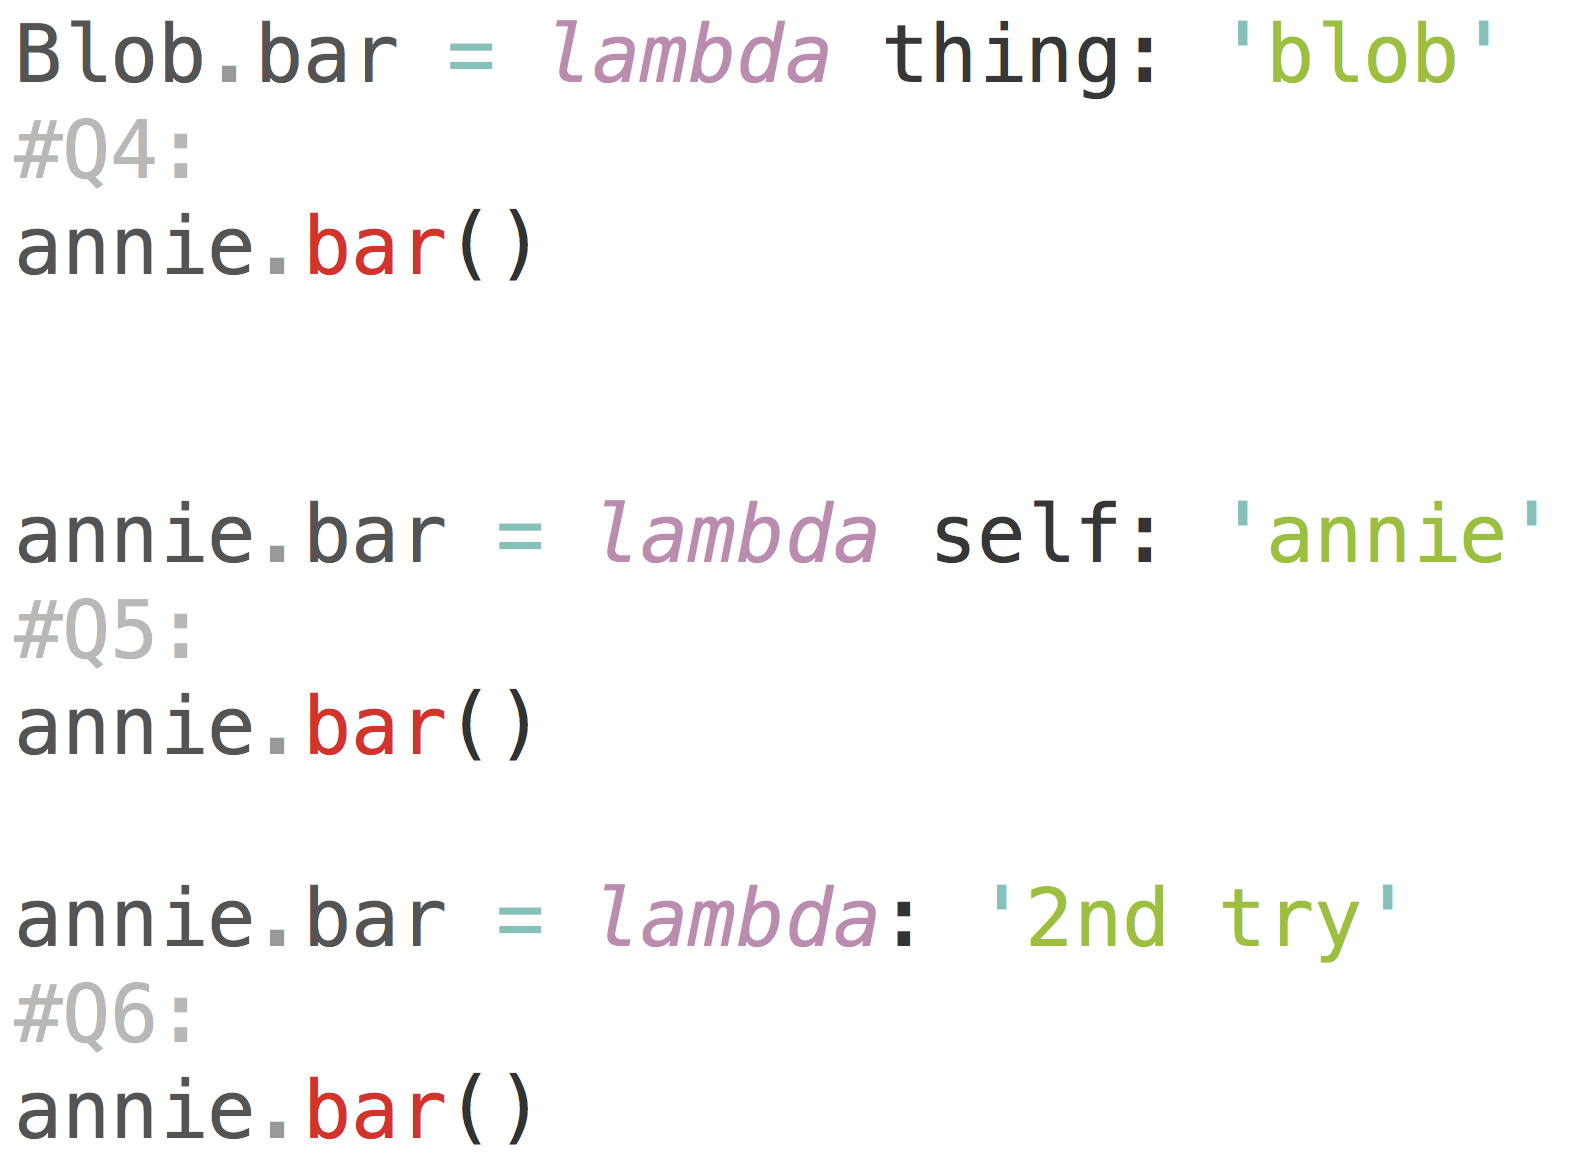 Blob.bar = lambda thing: 'blob'
#Q4:
annie.bar()
annie.bar = lambda self: 'annie'
#Q5:
annie.bar()
annie.bar = lambda: '2nd try'
#Q6:
annie.bar()